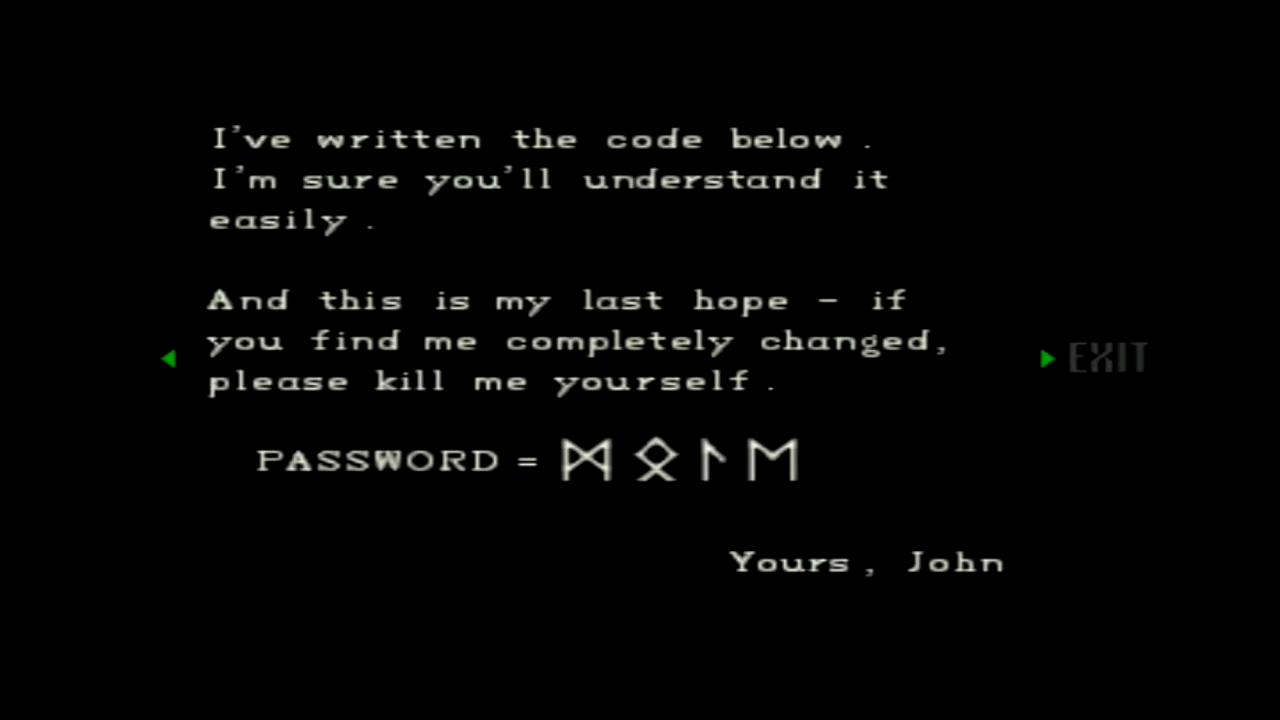 I've written the code below .
I'm sure you'll understand it
easily .
And this is my last hope - if
you find me completely changed,
please kill me yourself .
EXIT
PASSWORD = ᛗᛟᛚᛖ
Yours , John